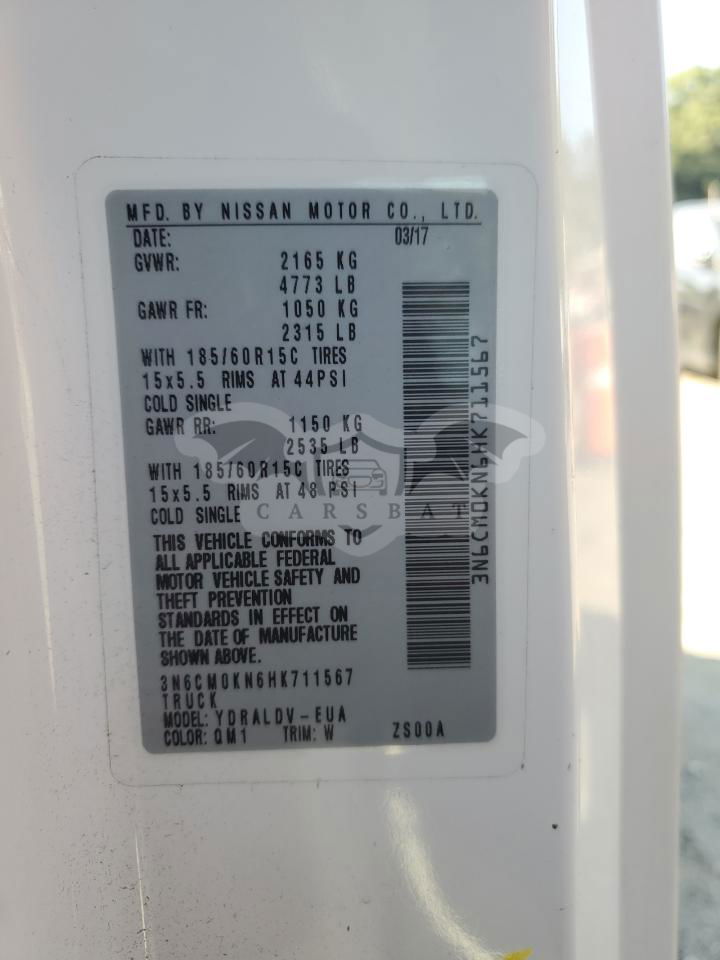 MFD. BY NISSAN MOTOR CO., LTD.
DATE: 03/17
GVWR: 2165 KG
4773 LB
GAWR FR: 1050 KG
2315 LB
WITH 185/60R15C TIRES
15x5.5 RIMS AT 44PSI
COLD SINGLE
GAWR RR: 1150 KG
2535 LB
WITH 185/60R15C TIRES
15x5.5 RIMS AT 48 PSI
COLD SINGLE
CARSBAT
THIS VEHICLE CONFORMS TO
ALL APPLICABLE FEDERAL
MOTOR VEHICLE SAFETY AND
THEFT PREVENTION
STANDARDS IN EFFECT ON
THE DATE OF MANUFACTURE
SHOWN ABOVE.
3N6CM0KN6HK711567
TRUCK
MODEL: YDRALDV-EUA
COLOR: QM1 TRIM: W ZS00A
3N6CM0KN6HK711567